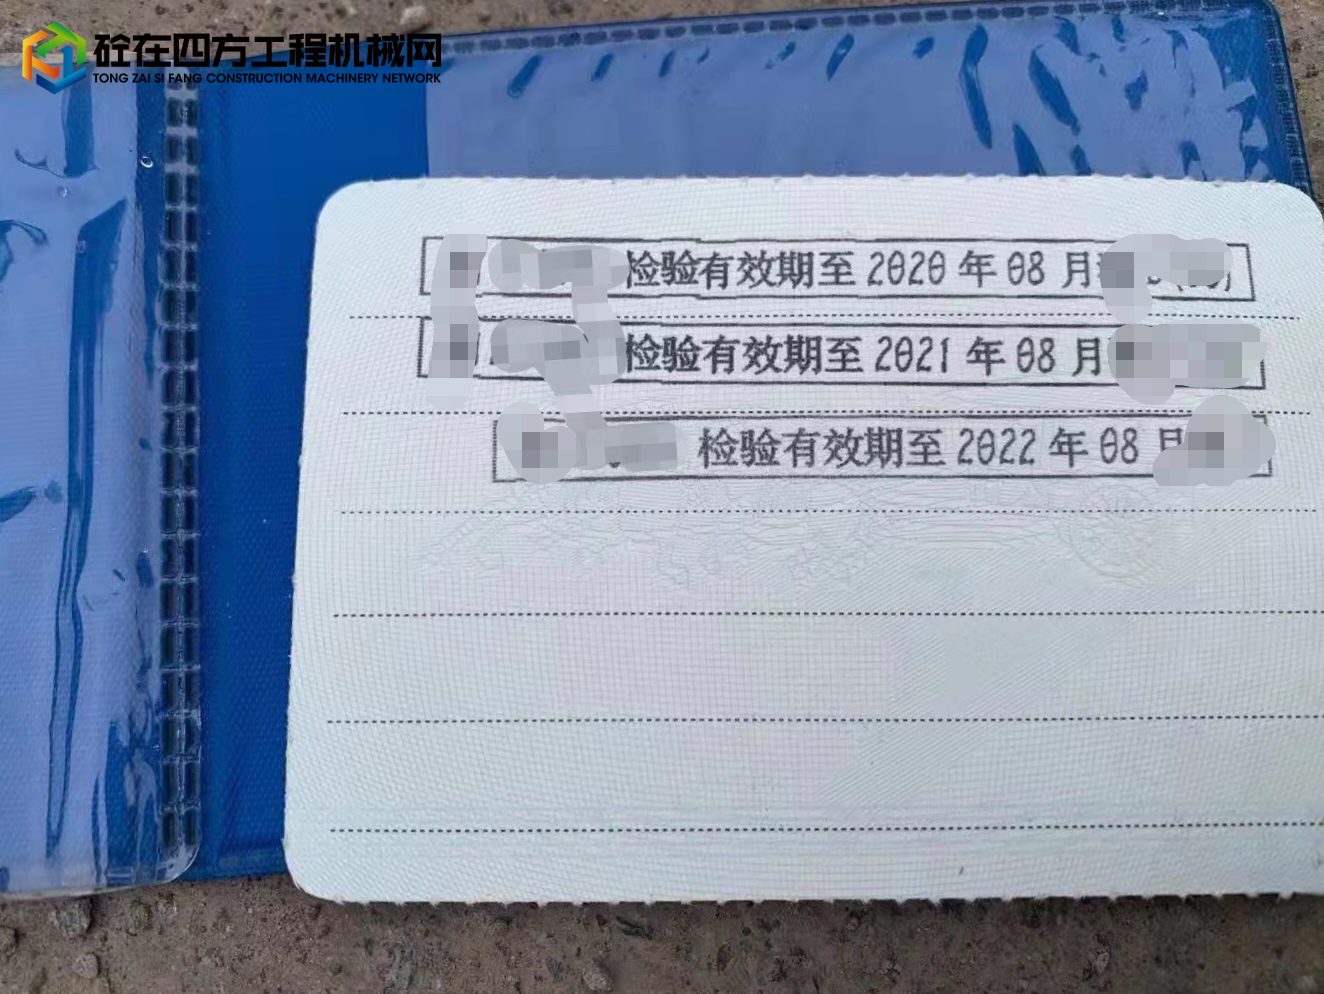 砼在四方工程机械网
TONG ZAI SI FANG CONSTRUCTION MACHINERY NETWORK
检验有效期至 2020 年 08 月
检验有效期至 2021 年 08 月
检验有效期至 2022 年 08 月